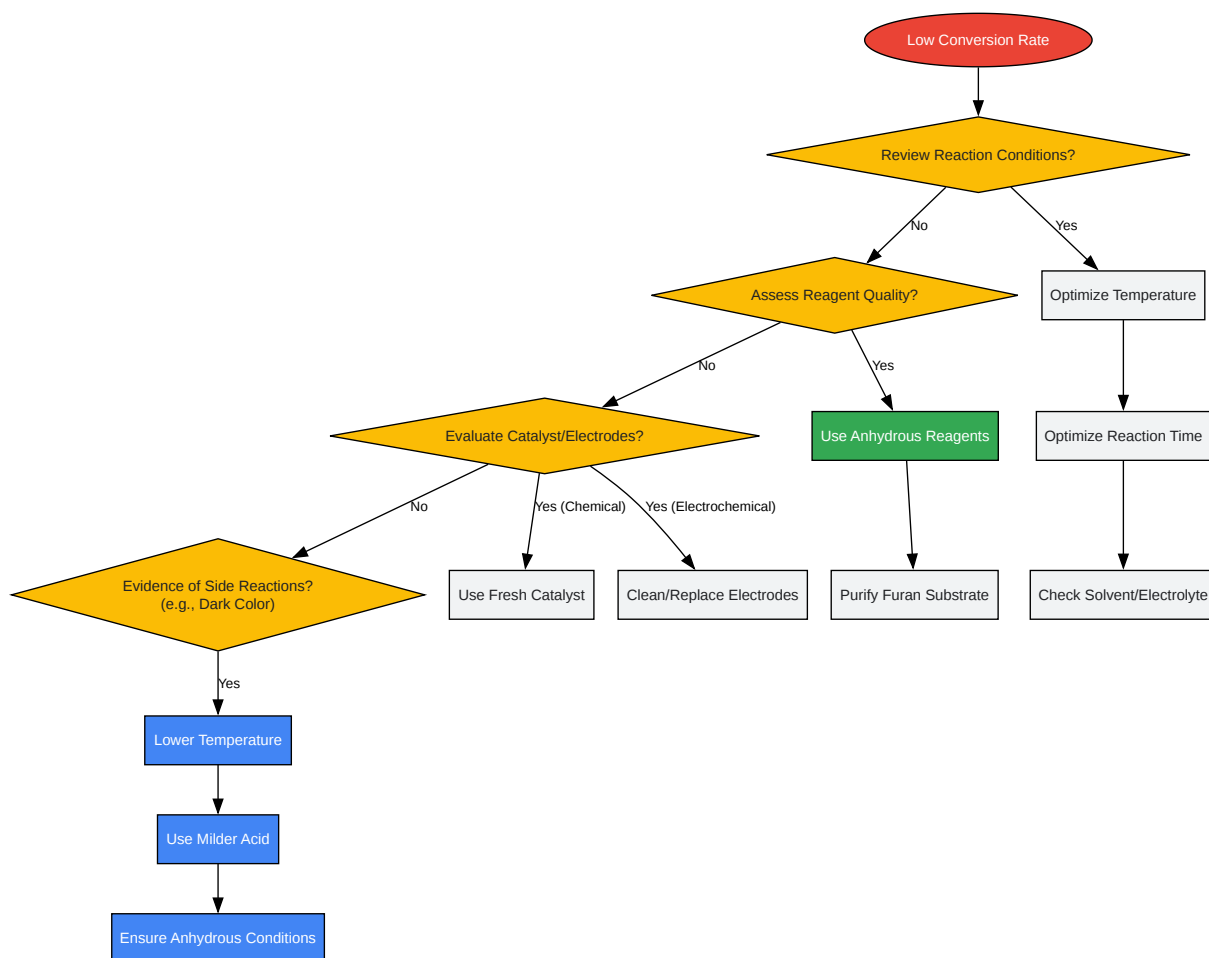 Low Conversion Rate
Review Reaction Conditions?
No
Yes
Assess Reagent Quality?
Optimize Temperature
No
Yes
Evaluate Catalyst/Electrodes?
Use Anhydrous Reagents
Optimize Reaction Time
No
Yes (Chemical)
Yes (Electrochemical)
Evidence of Side Reactions?
(e.g., Dark Color)
Use Fresh Catalyst
Clean/Replace Electrodes
Purify Furan Substrate
Check Solvent/Electrolyte
Yes
Lower Temperature
Use Milder Acid
Ensure Anhydrous Conditions